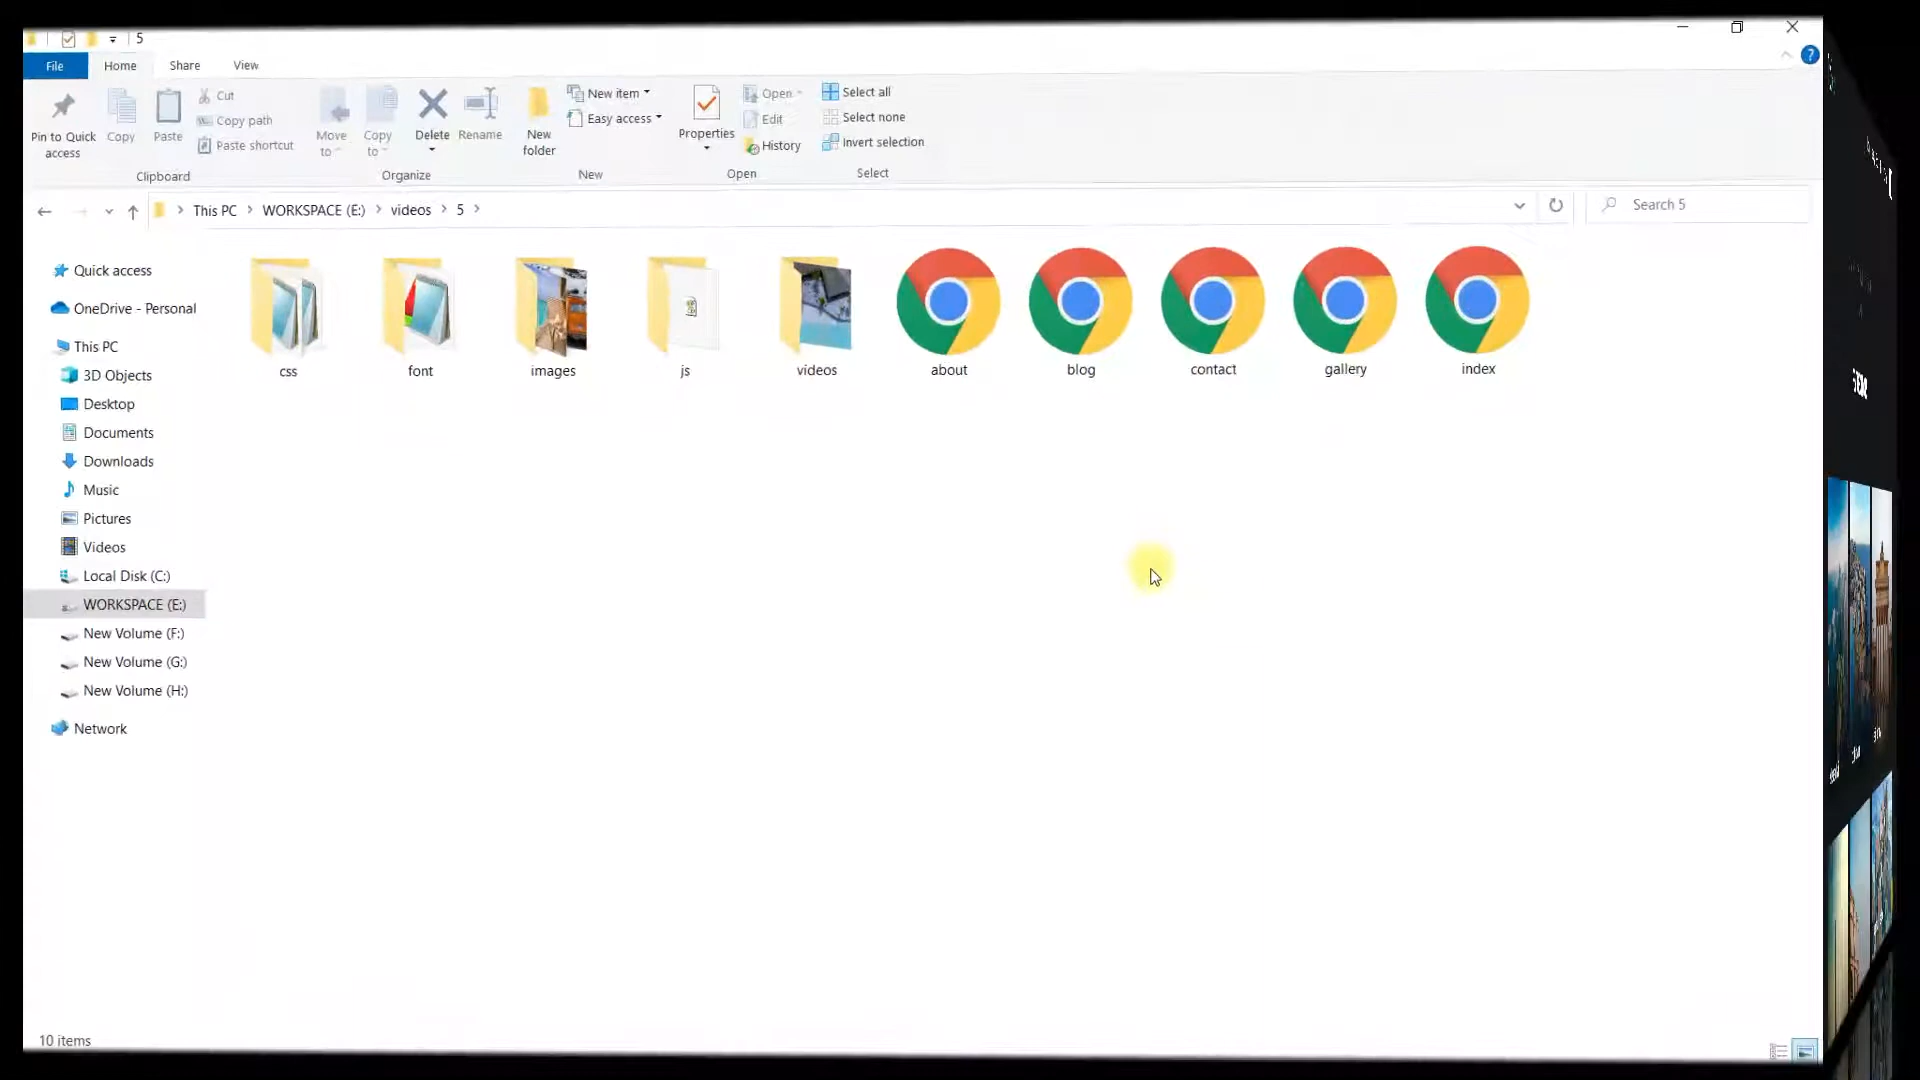 5
File Home Share View
Pin to Quick access
Copy
Paste
Cut
Copy path
Paste shortcut
Clipboard
Move to
Copy to
Delete
Rename
Organize
New folder
New item
Easy access
New
Properties
Open
Edit
History
Open
Select all
Select none
Invert selection
Select
This PC WORKSPACE (E:) videos 5
Search 5
Quick access
OneDrive - Personal
This PC
3D Objects
Desktop
Documents
Downloads
Music
Pictures
Videos
Local Disk (C:)
WORKSPACE (E:)
New Volume (F:)
New Volume (G:)
New Volume (H:)
Network
css font images js videos about blog contact gallery index
10 items